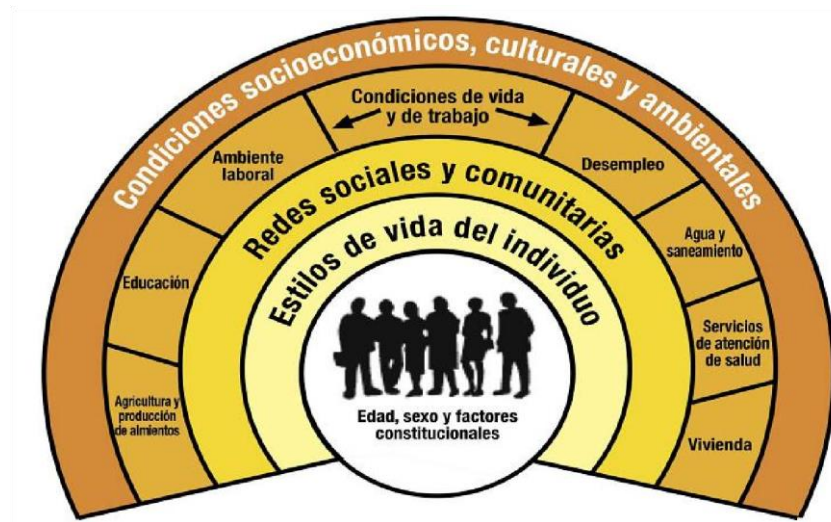 Condiciones socioeconómicos, culturales y ambientales
Condiciones de vida
y de trabajo
Ambiente
laboral
Desempleo
Redes sociales y comunitarias
Educación
Agua y
saneamiento
Estilos de vida del individuo
Servicios
de atención
de salud
Agricultura y
producción
de almientos
Edad, sexo y factores
constitucionales
Vivienda